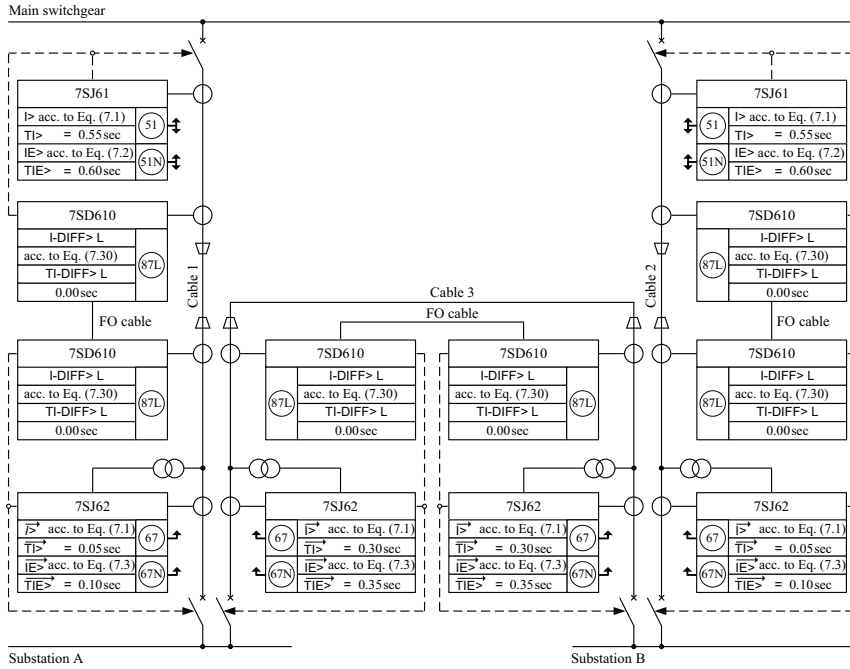 Main switchgear
7SJ61
I> acc. to Eq. (7.1)
TI> = 0.55 sec
51
IE> acc. to Eq. (7.2)
TIE> = 0.60 sec
51N
7SJ61
51
I> acc. to Eq. (7.1)
TI> = 0.55 sec
51N
IE> acc. to Eq. (7.2)
TIE> = 0.60 sec
7SD610
I-DIFF> L
acc. to Eq. (7.30)
TI-DIFF> L
0.00 sec
87L
Cable 1
Cable 2
7SD610
87L
I-DIFF> L
acc. to Eq. (7.30)
TI-DIFF> L
0.00 sec
Cable 3
FO cable
FO cable
FO cable
7SD610
I-DIFF> L
acc. to Eq. (7.30)
TI-DIFF> L
0.00 sec
87L
7SD610
87L
I-DIFF> L
acc. to Eq. (7.30)
TI-DIFF> L
0.00 sec
7SD610
I-DIFF> L
acc. to Eq. (7.30)
TI-DIFF> L
0.00 sec
87L
7SD610
87L
I-DIFF> L
acc. to Eq. (7.30)
TI-DIFF> L
0.00 sec
7SJ62
I> acc. to Eq. (7.1)
TI> = 0.05 sec
67
IE> acc. to Eq. (7.3)
TIE> = 0.10 sec
67N
7SJ62
67
I> acc. to Eq. (7.1)
TI> = 0.30 sec
67N
IE> acc. to Eq. (7.3)
TIE> = 0.35 sec
7SJ62
I> acc. to Eq. (7.1)
TI> = 0.30 sec
67
IE> acc. to Eq. (7.3)
TIE> = 0.35 sec
67N
7SJ62
67
I> acc. to Eq. (7.1)
TI> = 0.05 sec
67N
IE> acc. to Eq. (7.3)
TIE> = 0.10 sec
Substation A
Substation B